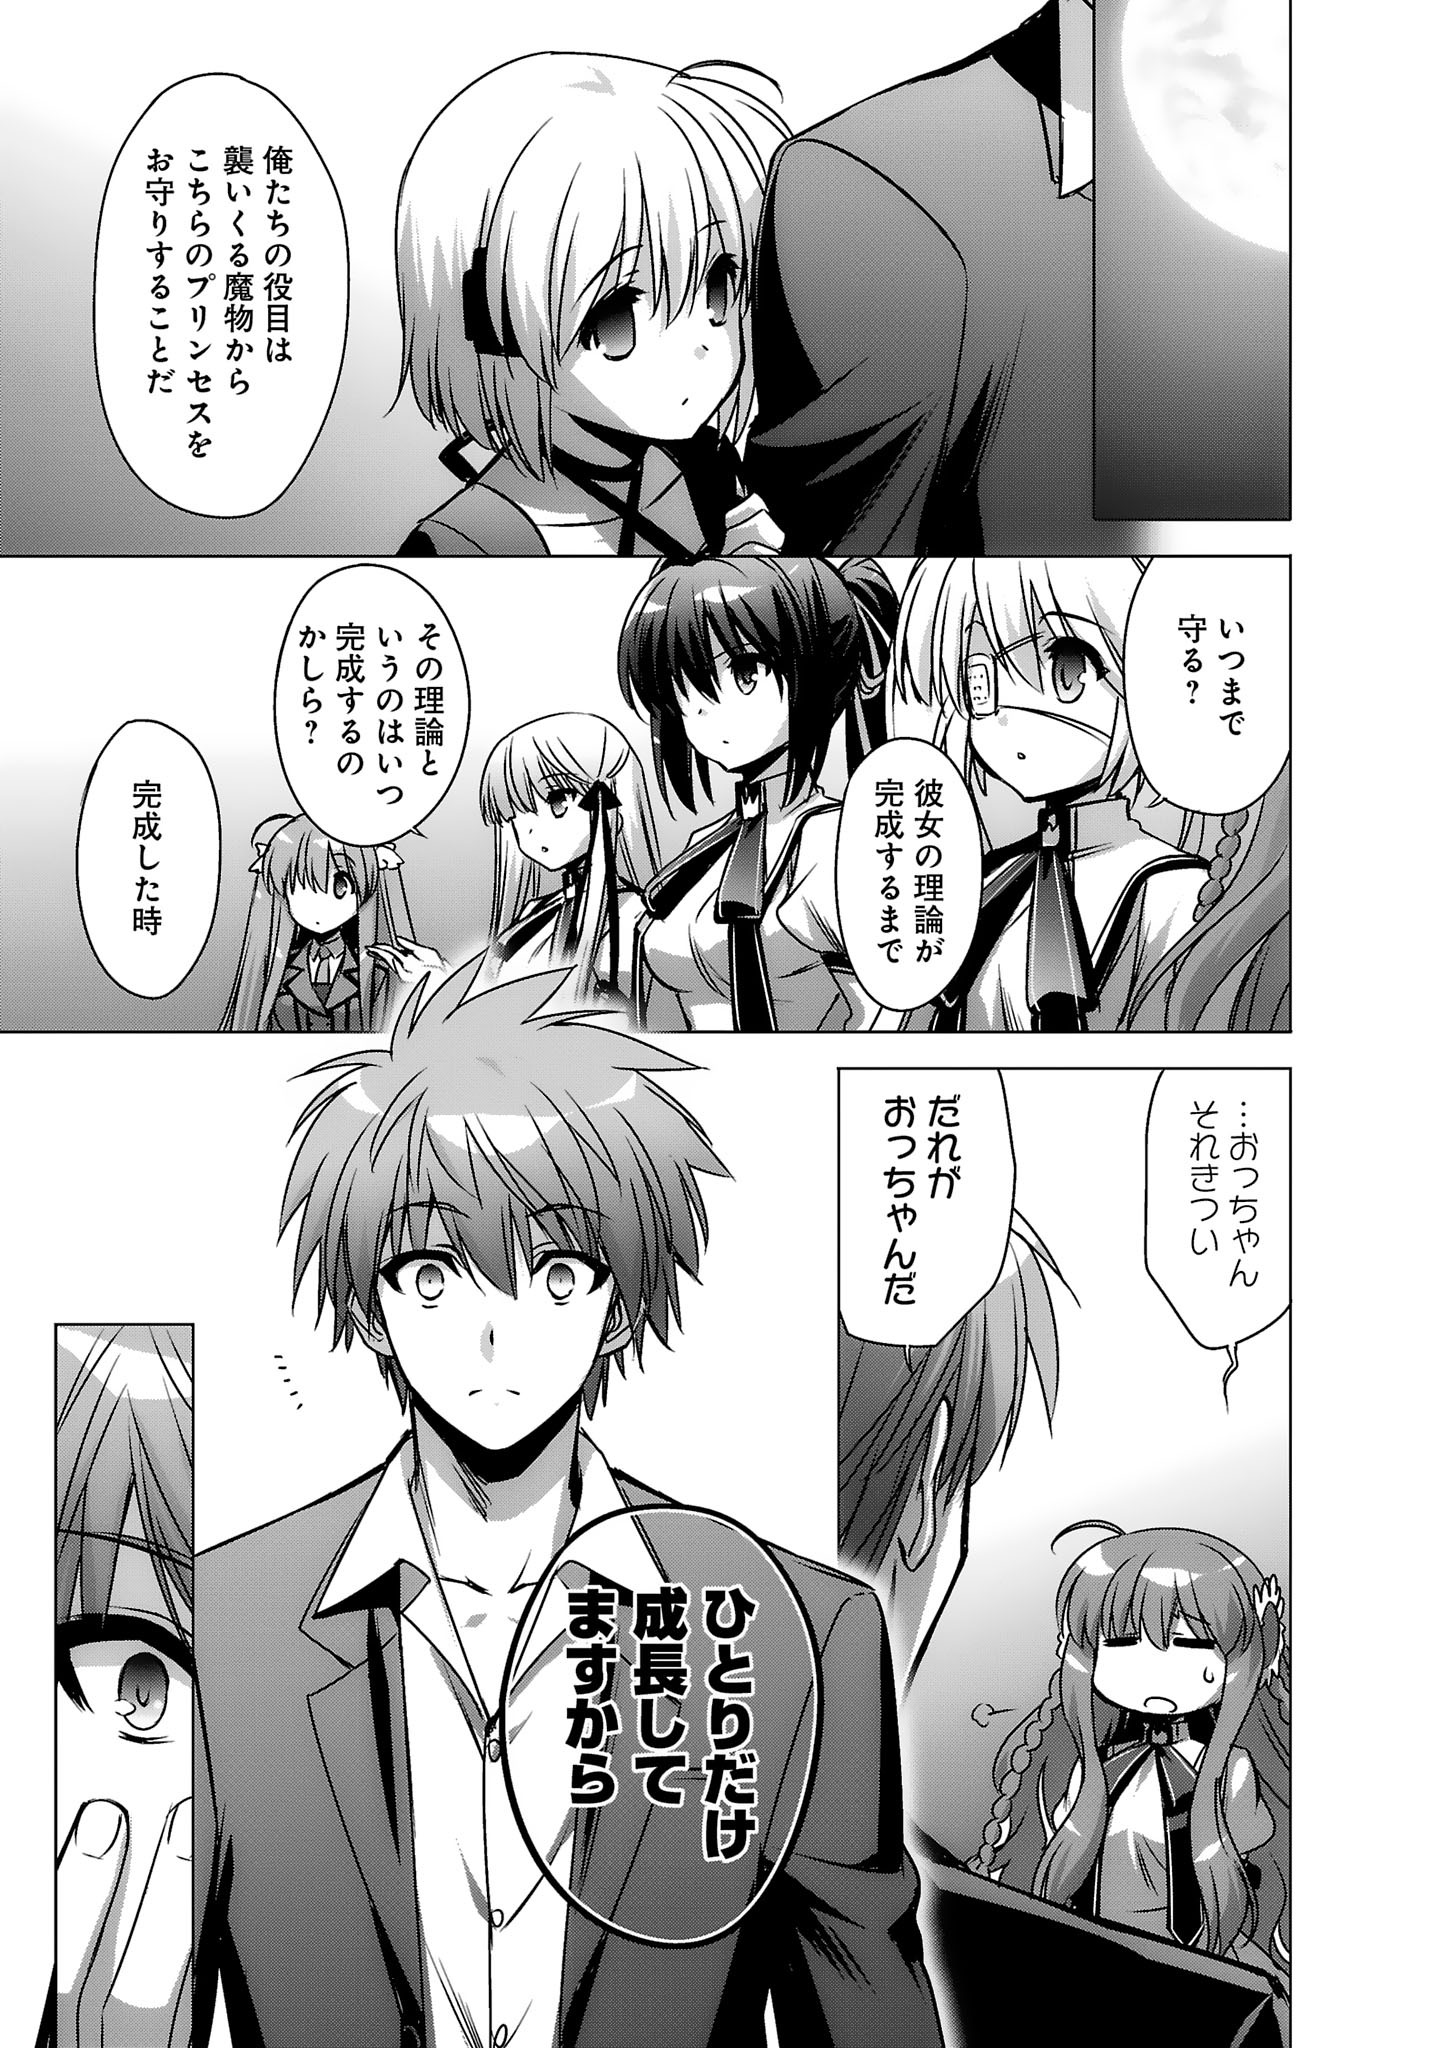 俺たちの役目は
襲いくる魔物から
こちらのプリンセスを
お守りすることだ
いつまで
守る?
彼女の理論が
完成するまで
その理論と
いうのはいつ
完成するの
かしら?
完成した時
…おっちゃん
それきつい
だれが
おっちゃんだ
ひとりだけ
成長して
ますから